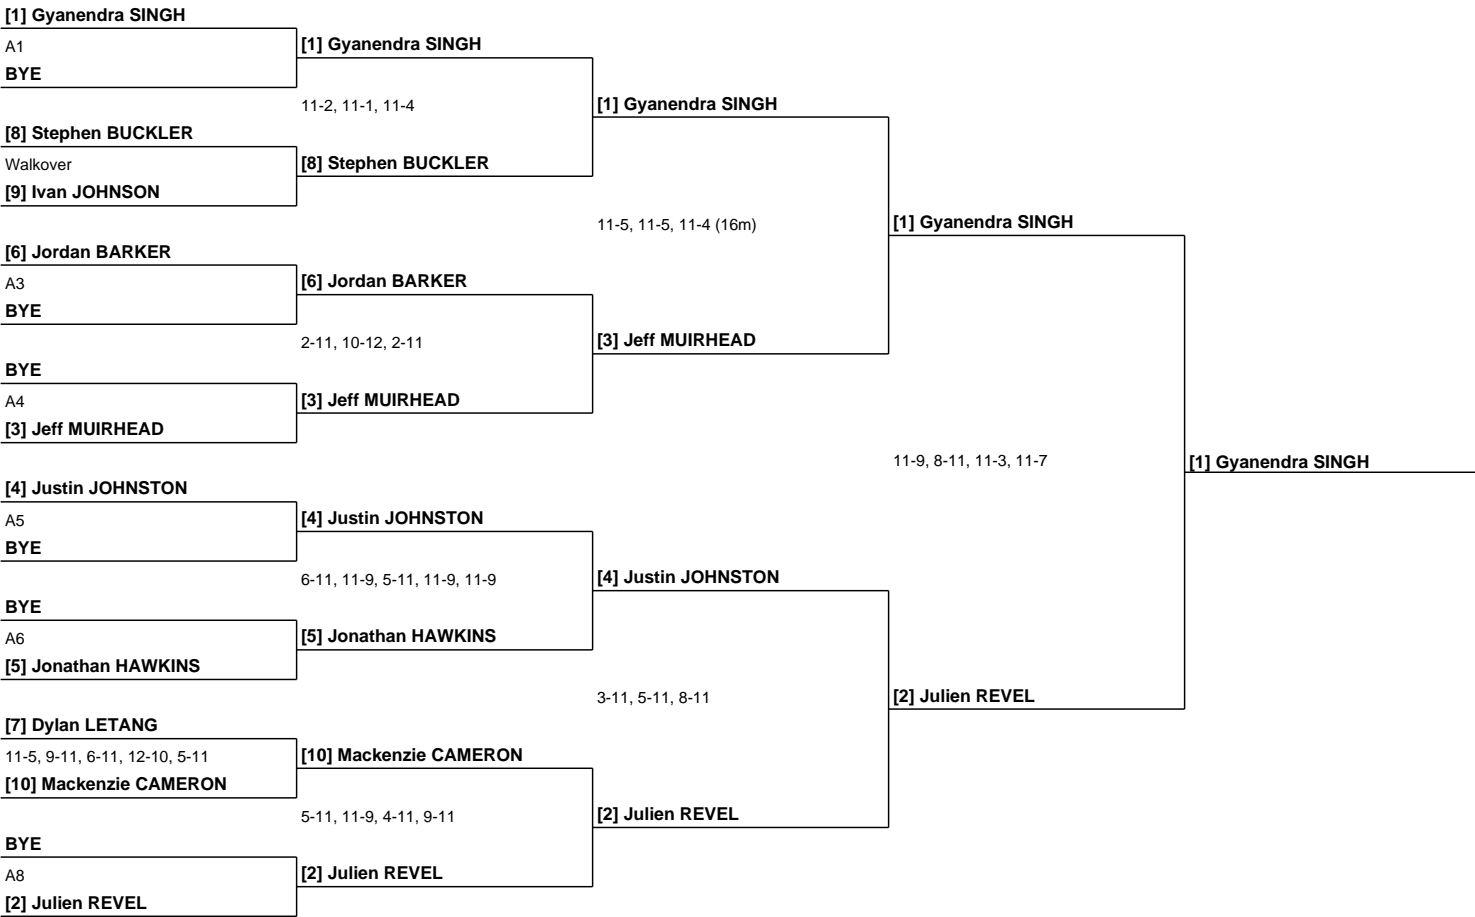 [1] Gyanendra SINGH
A1
BYE
[8] Stephen BUCKLER
Walkover
[9] Ivan JOHNSON
[6] Jordan BARKER
A3
BYE
BYE
A4
[3] Jeff MUIRHEAD
[4] Justin JOHNSTON
A5
BYE
BYE
A6
[5] Jonathan HAWKINS
[7] Dylan LETANG
11-5, 9-11, 6-11, 12-10, 5-11
[10] Mackenzie CAMERON
BYE
A8
[2] Julien REVEL
[1] Gyanendra SINGH
11-2, 11-1, 11-4
[8] Stephen BUCKLER
[6] Jordan BARKER
2-11, 10-12, 2-11
[3] Jeff MUIRHEAD
[4] Justin JOHNSTON
6-11, 11-9, 5-11, 11-9, 11-9
[5] Jonathan HAWKINS
[10] Mackenzie CAMERON
5-11, 11-9, 4-11, 9-11
[2] Julien REVEL
[1] Gyanendra SINGH
11-5, 11-5, 11-4 (16m)
[3] Jeff MUIRHEAD
[4] Justin JOHNSTON
3-11, 5-11, 8-11
[2] Julien REVEL
[1] Gyanendra SINGH
11-9, 8-11, 11-3, 11-7
[2] Julien REVEL
[1] Gyanendra SINGH